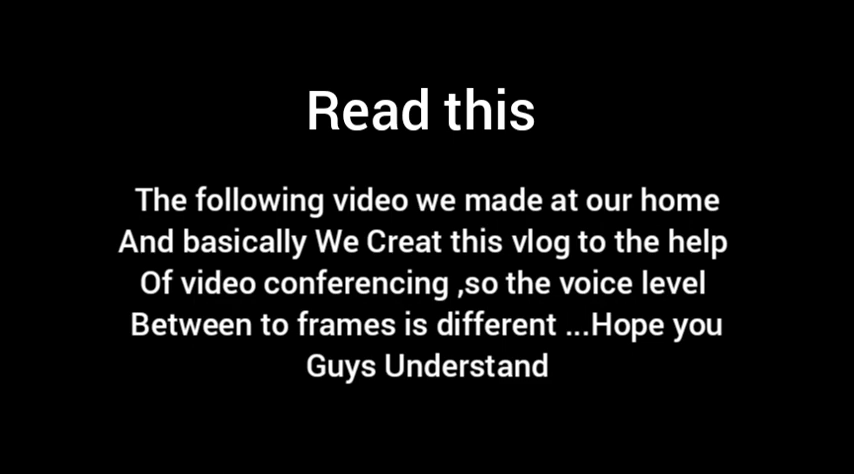 Read this
The following video we made at our home
And basically We Creat this vlog to the help
Of video conferencing ,so the voice level
Between to frames is different ...Hope you
Guys Understand